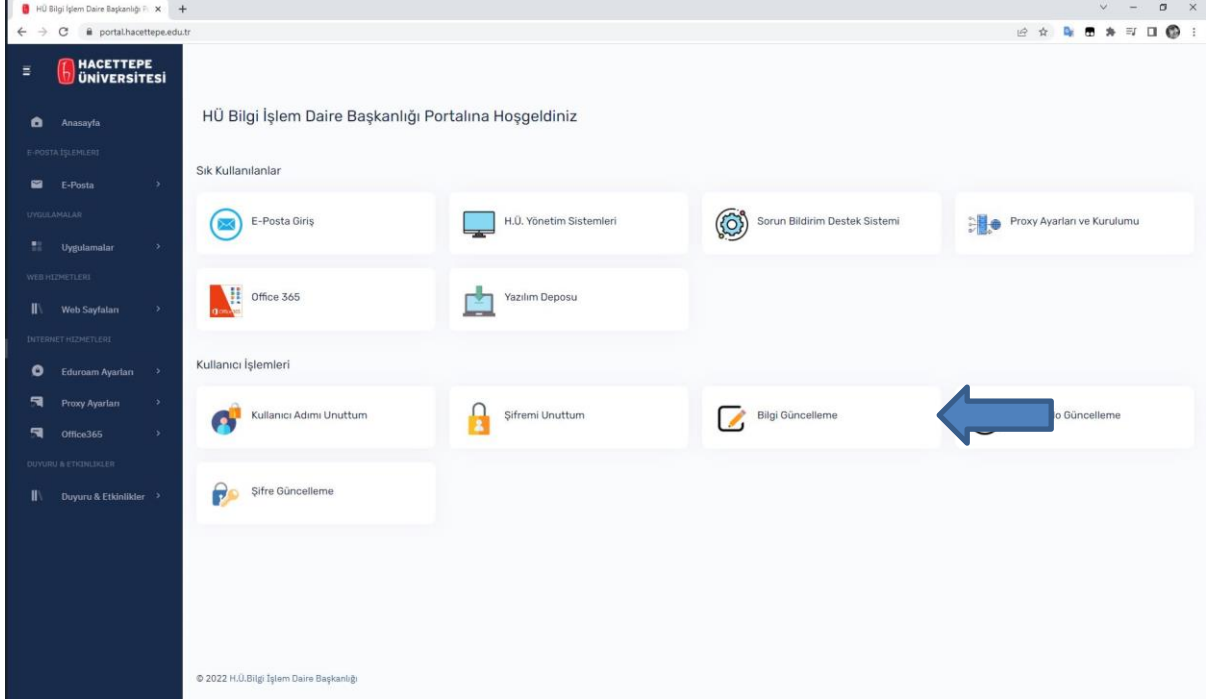 HÜ Bilgi İşlem Daire Başkanlığı
portal.hacettepe.edu.tr
HACETTEPE
ÜNİVERSİTESİ
Anasayfa
E-POSTA İŞLEMLERİ
E-Posta
UYGULAMALAR
Uygulamalar
WEB HİZMETLERİ
Web Sayfaları
İNTERNET HİZMETLERİ
Eduroam Ayarları
Proxy Ayarları
Office365
DUYURU & ETKİNLİKLER
Duyuru & Etkinlikler
HÜ Bilgi İşlem Daire Başkanlığı Portalına Hoşgeldiniz
Sık Kullanılanlar
E-Posta Giriş
H.Ü. Yönetim Sistemleri
Sorun Bildirim Destek Sistemi
Proxy Ayarları ve Kurulumu
Office 365
Yazılım Deposu
Kullanıcı İşlemleri
Kullanıcı Adımı Unuttum
Şifremi Unuttum
Bilgi Güncelleme
Güncelleme
Şifre Güncelleme
© 2022 H.Ü.Bilgi İşlem Daire Başkanlığı